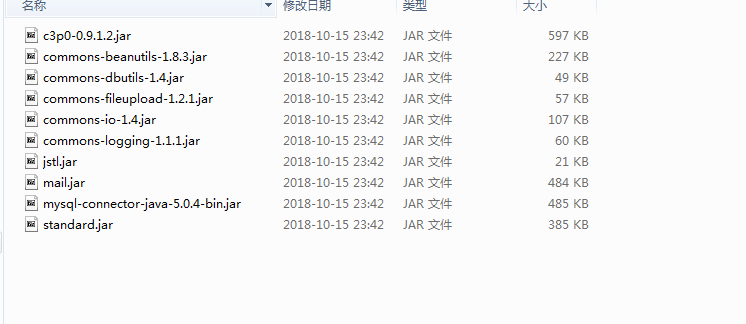 名称 修改日期 类型 大小
c3p0-0.9.1.2.jar 2018-10-15 23:42 JAR 文件 597 KB
commons-beanutils-1.8.3.jar 2018-10-15 23:42 JAR 文件 227 KB
commons-dbutils-1.4.jar 2018-10-15 23:42 JAR 文件 49 KB
commons-fileupload-1.2.1.jar 2018-10-15 23:42 JAR 文件 57 KB
commons-io-1.4.jar 2018-10-15 23:42 JAR 文件 107 KB
commons-logging-1.1.1.jar 2018-10-15 23:42 JAR 文件 60 KB
jstl.jar 2018-10-15 23:42 JAR 文件 21 KB
mail.jar 2018-10-15 23:42 JAR 文件 484 KB
mysql-connector-java-5.0.4-bin.jar 2018-10-15 23:42 JAR 文件 485 KB
standard.jar 2018-10-15 23:42 JAR 文件 385 KB